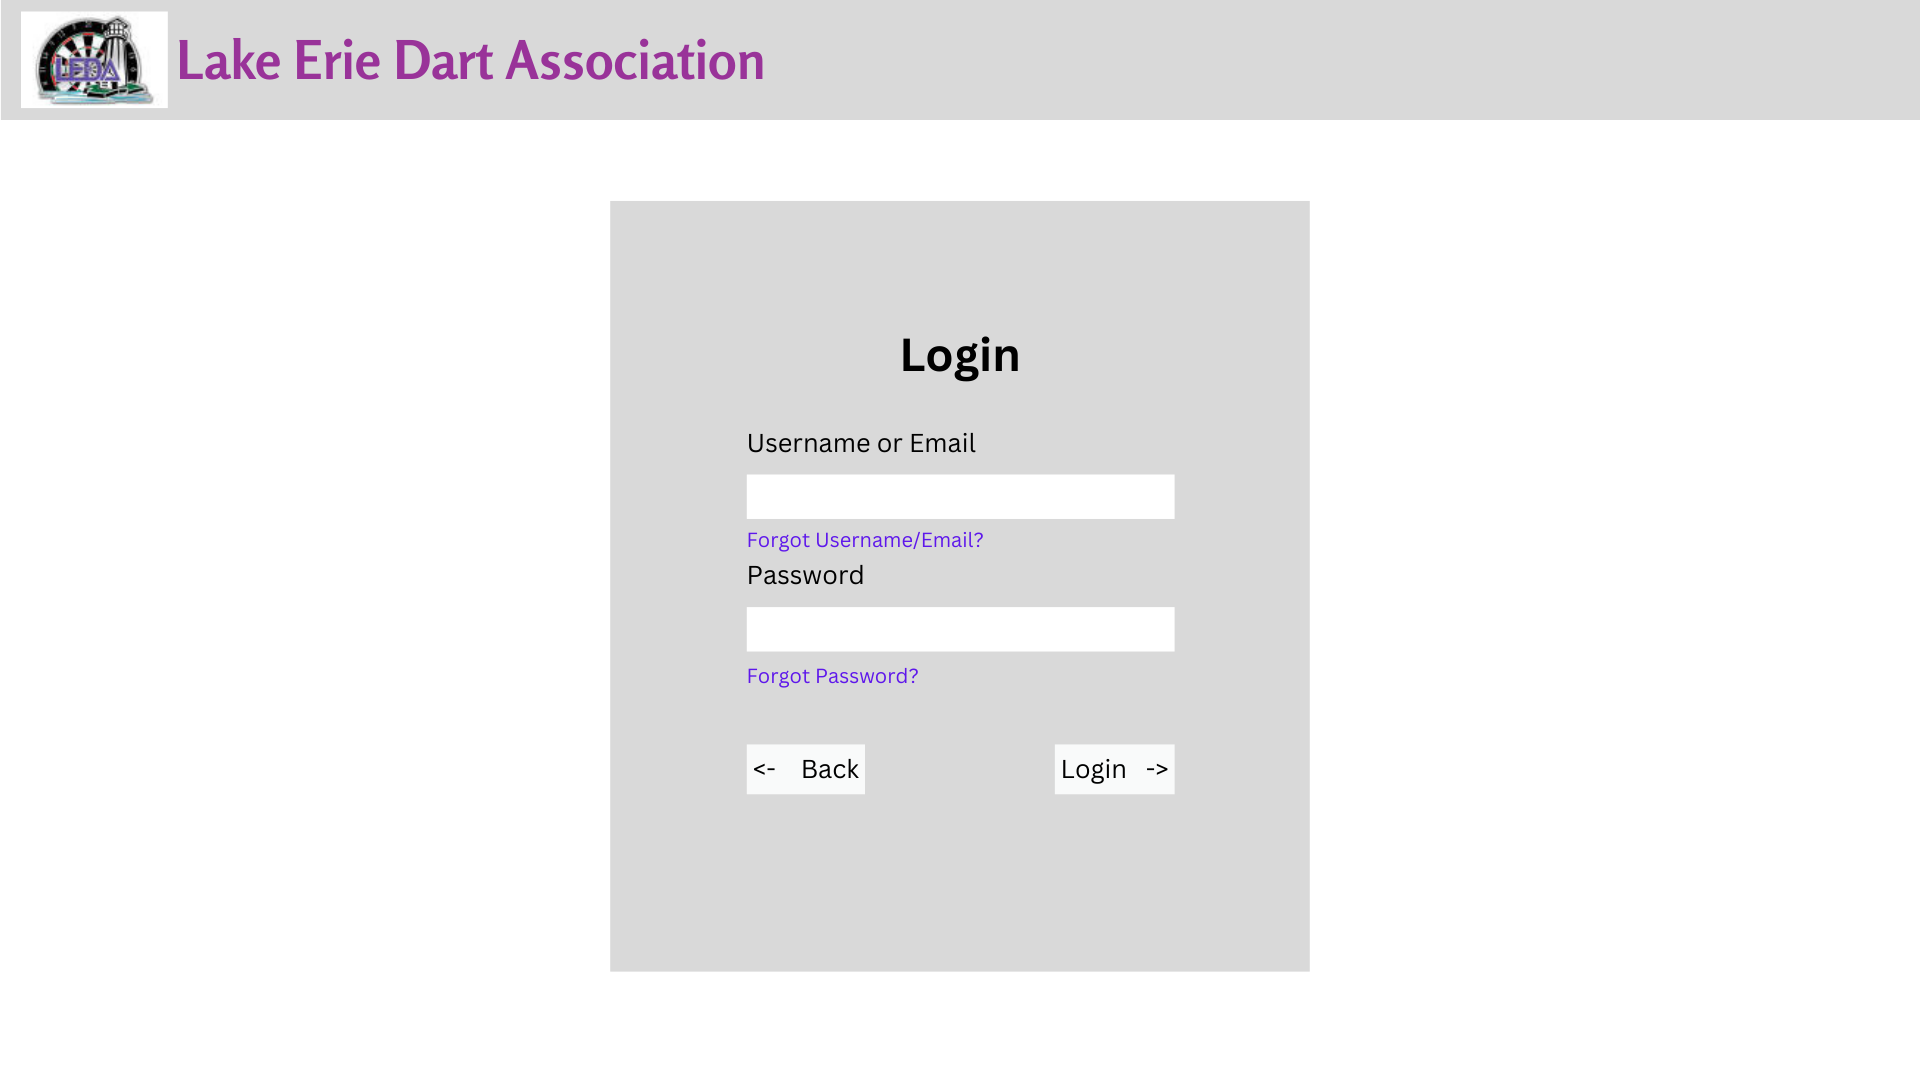 LEDA
Lake Erie Dart Association
Login
Username or Email
Forgot Username/Email?
Password
Forgot Password?
<- Back
Login ->